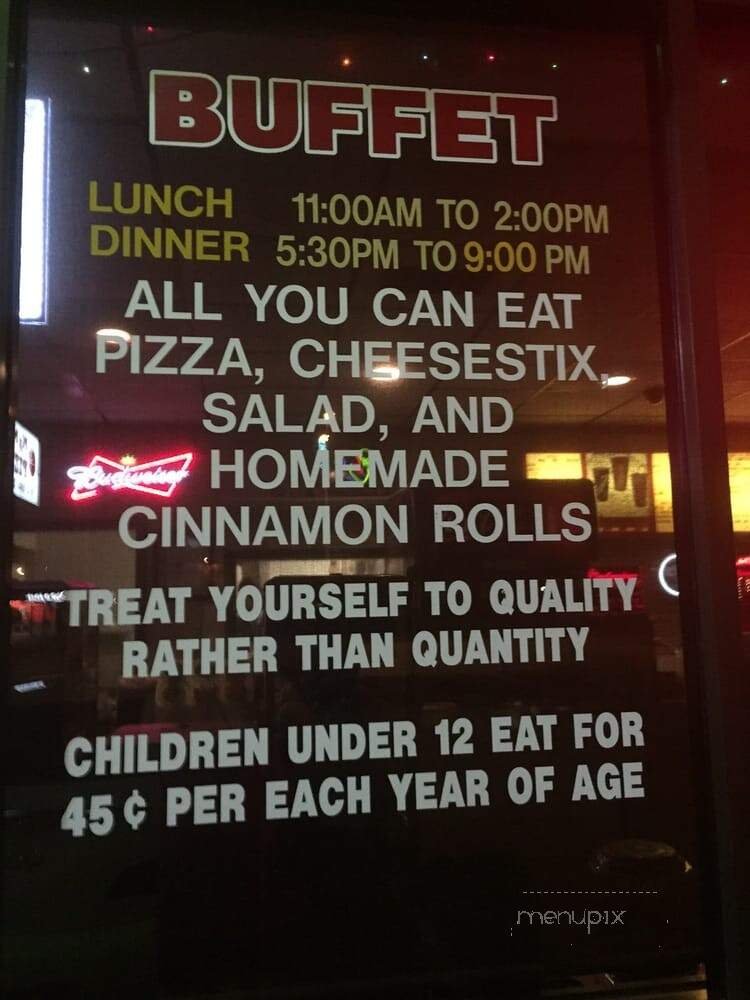 BUFFET
LUNCH 11:00AM TO 2:00PM
DINNER 5:30PM TO 9:00 PM
ALL YOU CAN EAT
PIZZA, CHEESESTIX,
SALAD, AND
Budweiser
HOMEMADE
CINNAMON ROLLS
TREAT YOURSELF TO QUALITY
RATHER THAN QUANTITY
CHILDREN UNDER 12 EAT FOR
45¢ PER EACH YEAR OF AGE
menupix